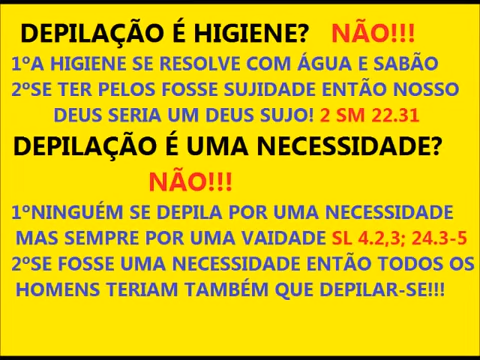 DEPILAÇÃO É HIGIENE? NÃO!!!
1ºA HIGIENE SE RESOLVE COM ÁGUA E SABÃO
2ºSE TER PELOS FOSSE SUJIDADE ENTÃO NOSSO
DEUS SERIA UM DEUS SUJO! 2 SM 22.31
DEPILAÇÃO É UMA NECESSIDADE?
NÃO!!!
1ºNINGUÉM SE DEPILA POR UMA NECESSIDADE
MAS SEMPRE POR UMA VAIDADE SL 4.2,3; 24.3-5
2ºSE FOSSE UMA NECESSIDADE ENTÃO TODOS OS
HOMENS TERIAM TAMBÉM QUE DEPILAR-SE!!!